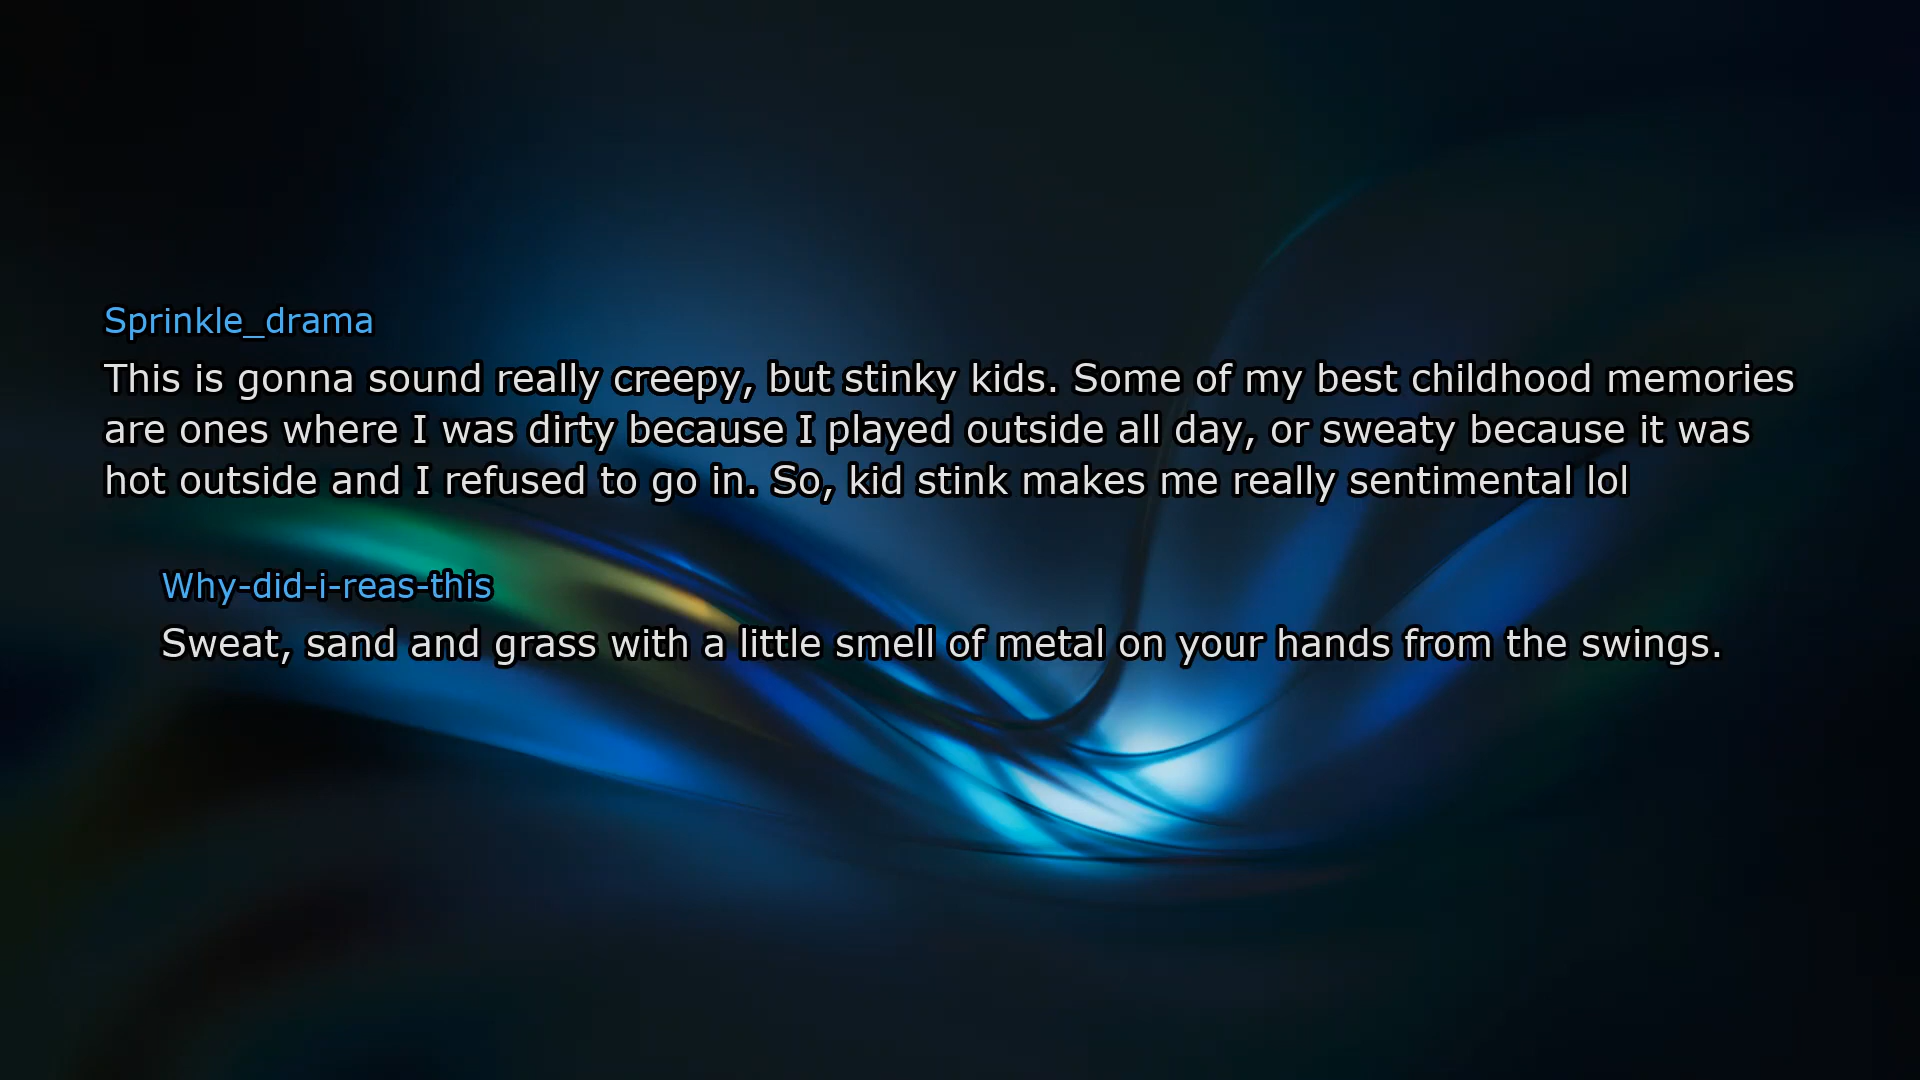 Sprinkle_drama
This is gonna sound really creepy, but stinky kids. Some of my best childhood memories
are ones where I was dirty because I played outside all day, or sweaty because it was
hot outside and I refused to go in. So, kid stink makes me really sentimental lol
Why-did-i-reas-this
Sweat, sand and grass with a little smell of metal on your hands from the swings.